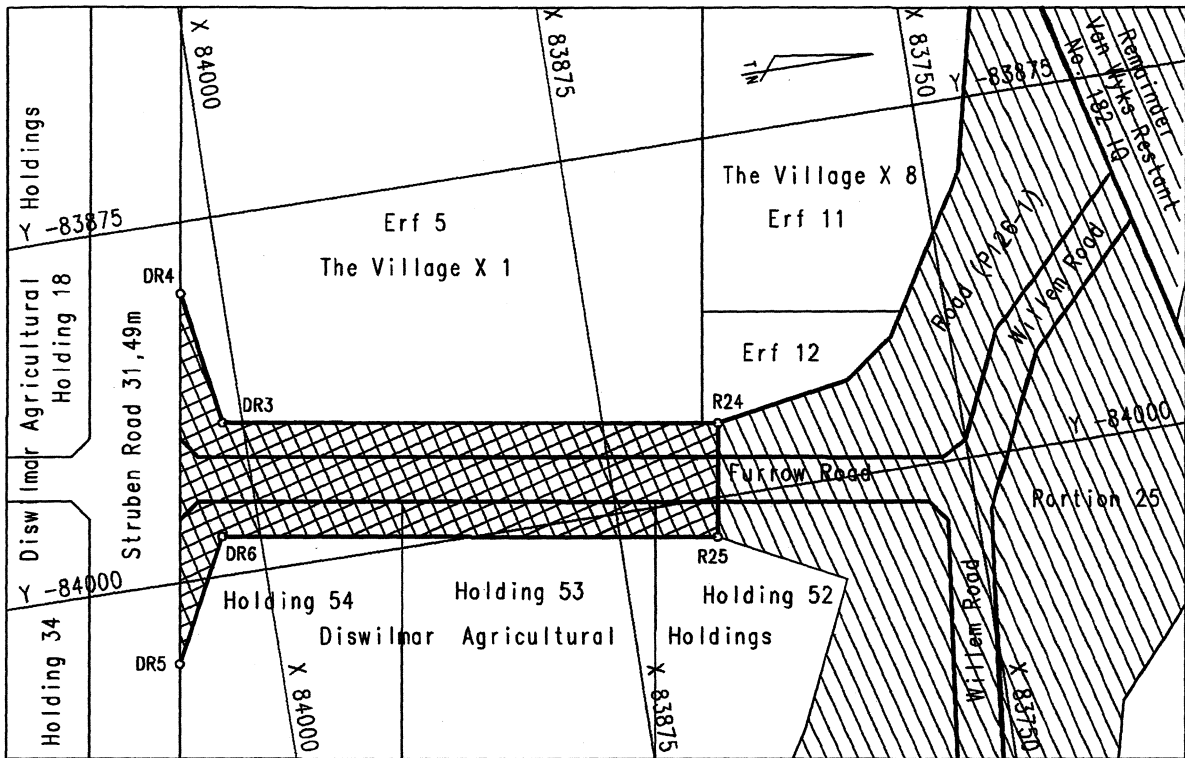 X 84000
X 83875
X 83750
TN
Y -83875
Remainder
Van Wyks Restant
No. 182 IQ
Y Holdings
Y -83875
The Village X 8
Erf 11
Erf 5
The Village X 1
DR4
Road (P126-1)
Willem Road
Diswilmar Agricultural
Holding 18
Struben Road 31,49m
Erf 12
DR3
R24
Y -84000
Furrow Road
Portion 25
DR6
R25
Y -84000
Holding 54
Holding 53
Holding 52
Diswilmar Agricultural Holdings
Holding 34
DR5
X 84000
X 83875
Willem Road
X 83750